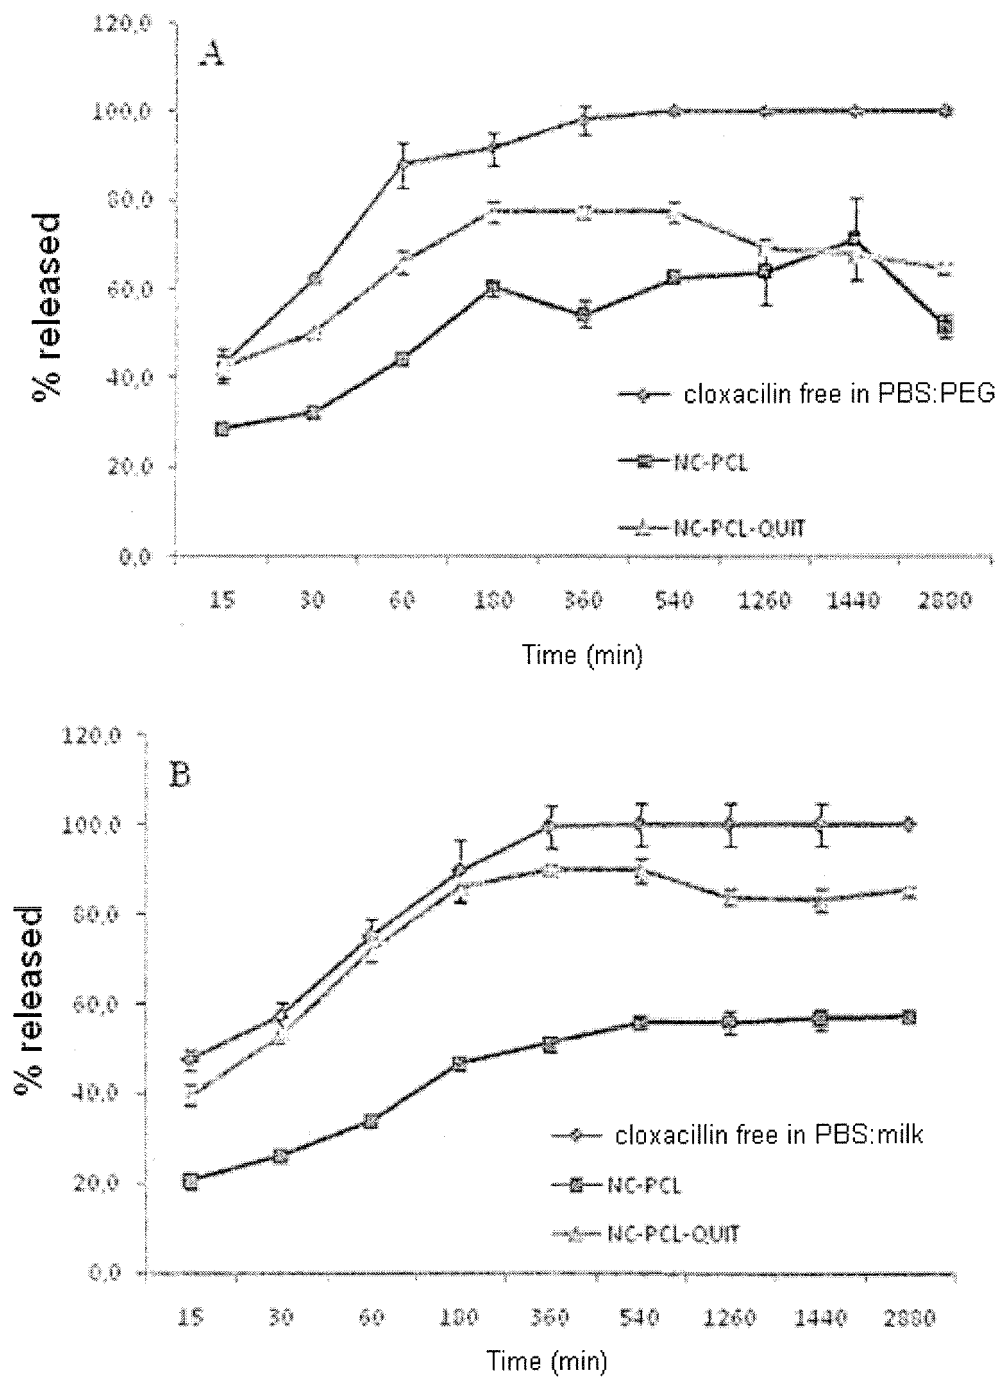 120,0
A
100,0
80,0
60,0
40,0
20,0
0,0
% released
cloxacilin free in PBS:PEG
NC-PCL
NC-PCL-QUIT
15 30 60 180 360 540 1260 1440 2880
Time (min)
120,0
B
100,0
80,0
60,0
40,0
20,0
0,0
% released
cloxacillin free in PBS:milk
NC-PCL
NC-PCL-QUIT
15 30 60 180 360 540 1260 1440 2880
Time (min)